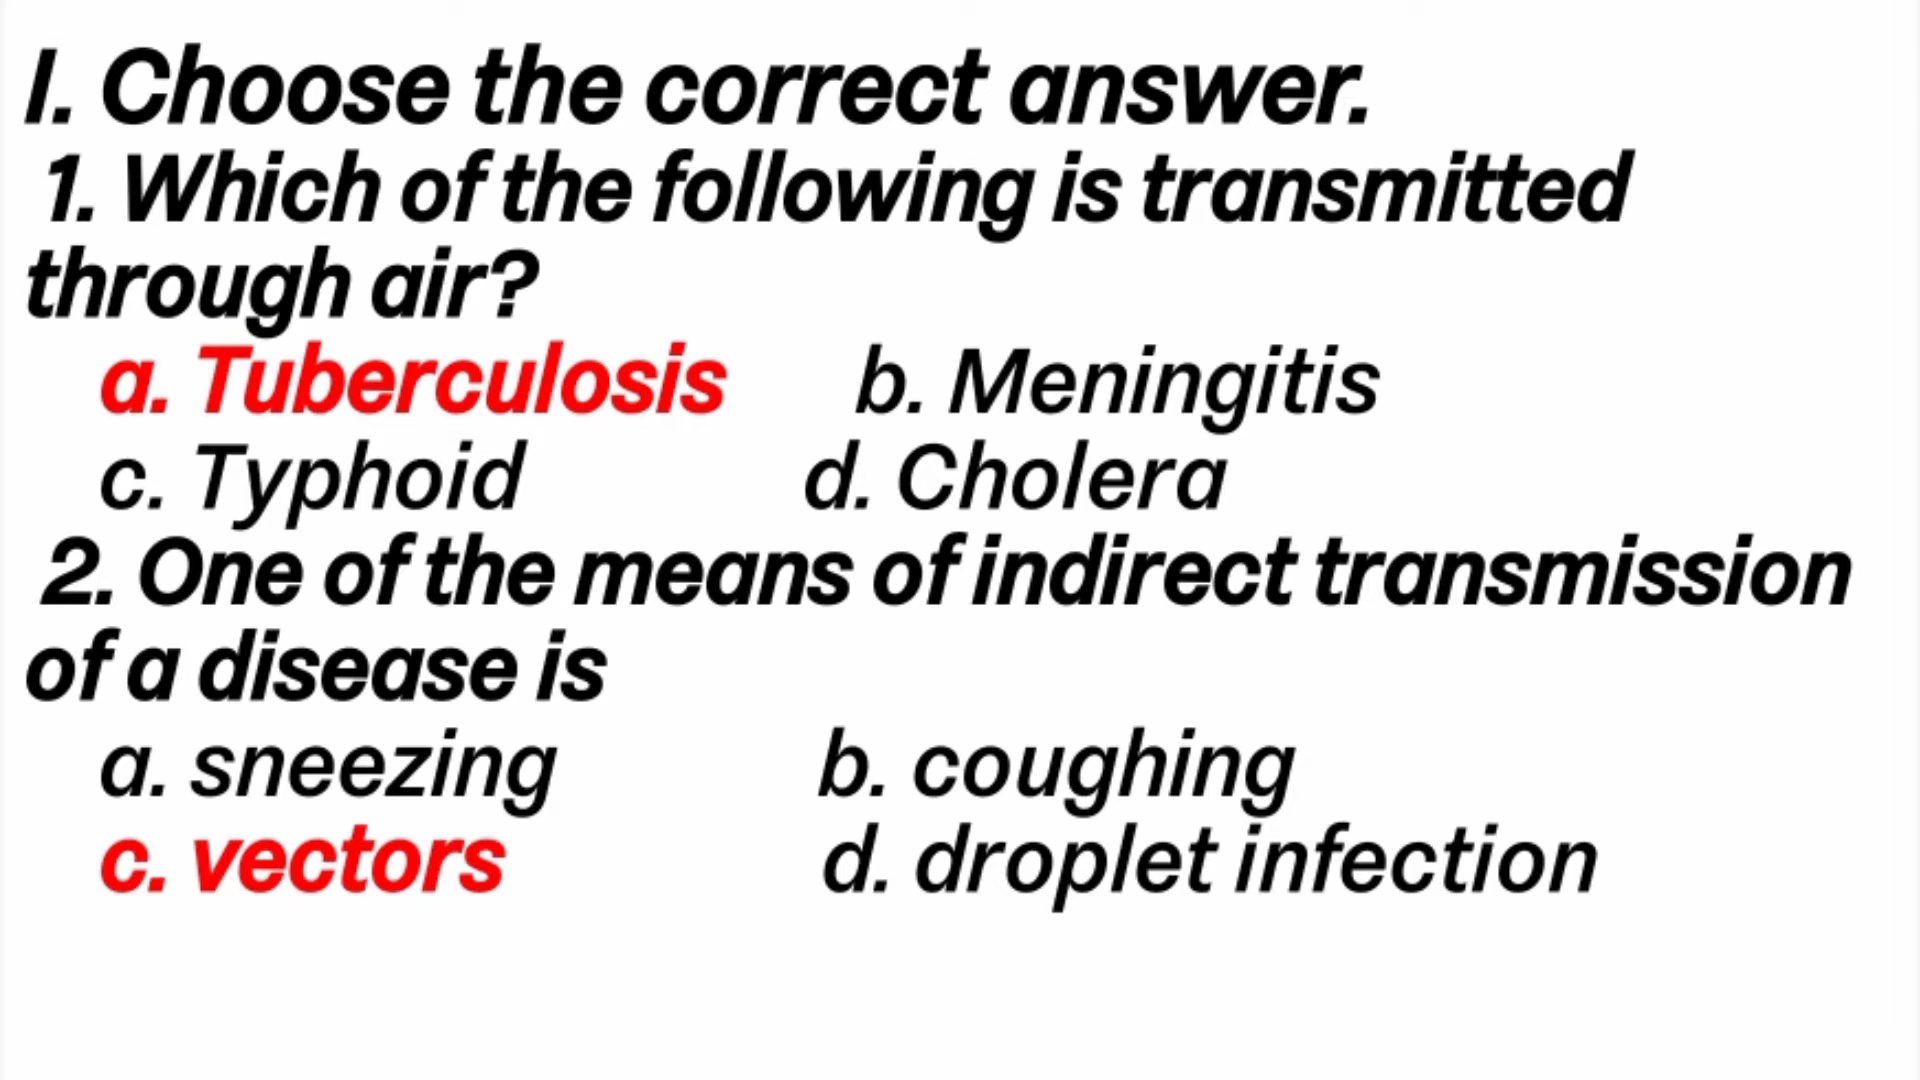 I. Choose the correct answer.
1. Which of the following is transmitted
through air?
a. Tuberculosis b. Meningitis
c. Typhoid d. Cholera
2. One of the means of indirect transmission
of a disease is
a. sneezing b. coughing
c. vectors d. droplet infection